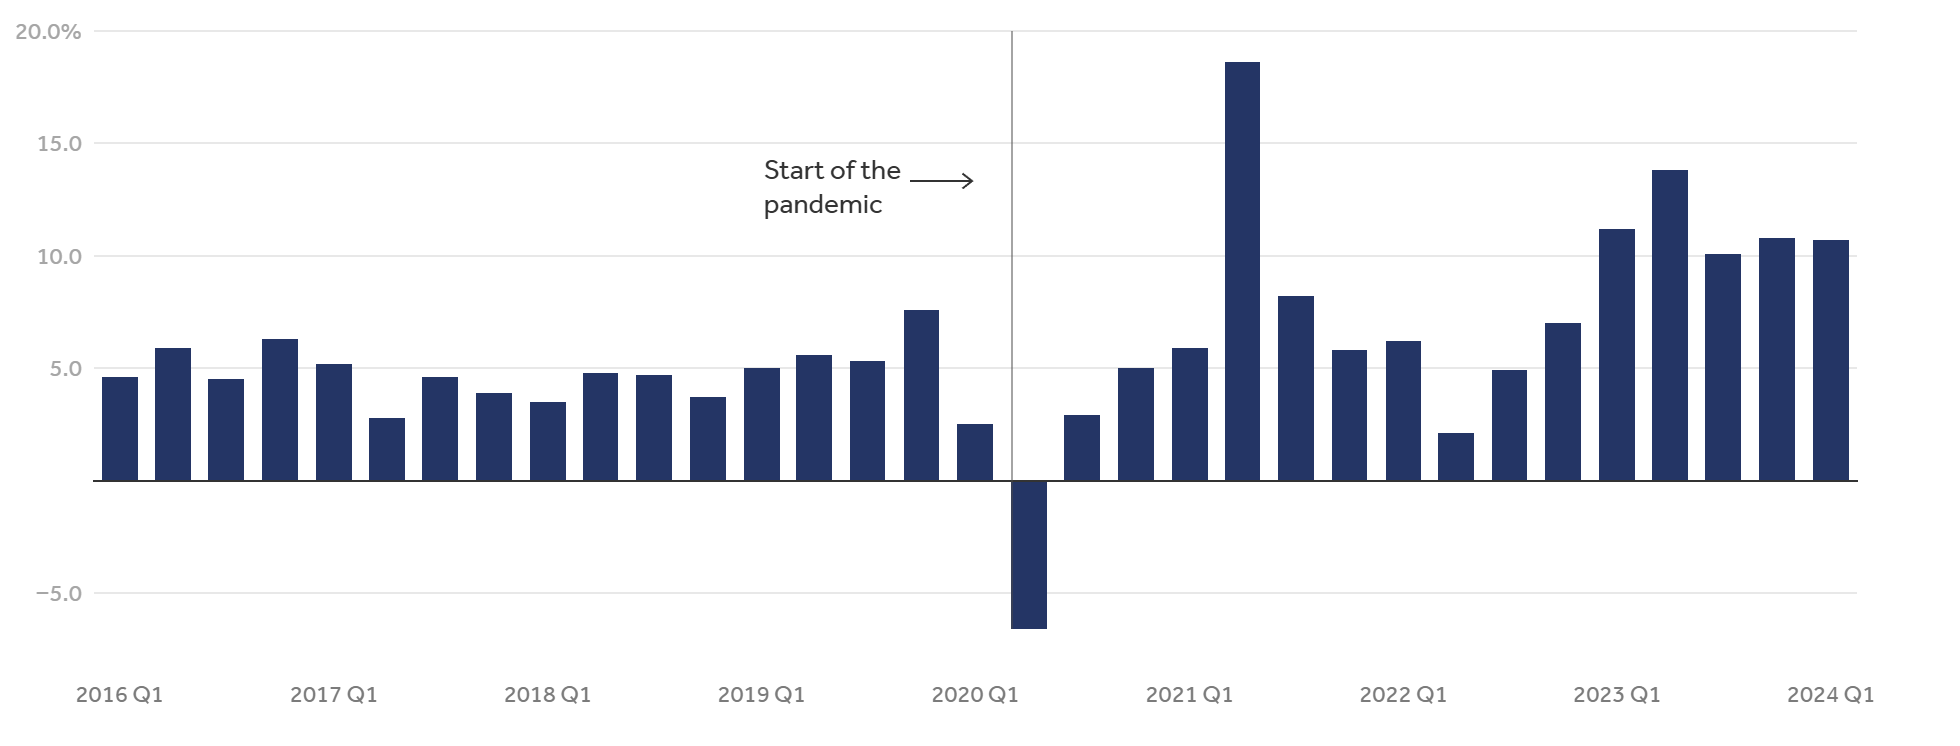 20.0%
15.0
Start of the
pandemic
10.0
5.0
−5.0
2016 Q1
2017 Q1
2018 Q1
2019 Q1
2020 Q1
2021 Q1
2022 Q1
2023 Q1
2024 Q1